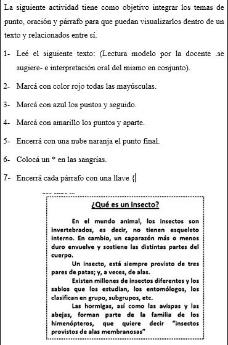 La siguiente actividad tiene como objetivo integrar los temas de
punto, oración y párrafo para que puedan visualizarlos dentro de un
texto y relacionados entre sí.
1- Leé el siguiente texto: (Lectura modelo por la docente .se
sugiere- e interpretación oral del mismo en conjunto).
2- Marcá con color rojo todas las mayúsculas.
3- Marcá con azul los puntos y seguido.
4- Marcá con amarillo los puntos y aparte.
5- Encerrá con una nube naranja el punto final.
6- Colocá un * en las sangrías.
7- Encerrá cada párrafo con una llave {
¿Qué es un insecto?
En el mundo animal, los insectos son
invertebrados, es decir, no tienen esqueleto
interno. En cambio, un caparazón más o menos
duro envuelve y sostiene las distintas partes del
cuerpo.
Un insecto, está siempre provisto de tres
pares de patas; y, a veces, de alas.
Existen millones de insectos diferentes y los
sabios que los estudian, los entomólogos, los
clasifican en grupo, subgrupos, etc.
Las hormigas, así como las avispas y las
abejas, forman parte de la familia de los
himenópteros, que quiere decir "insectos
provistos de alas membranosas"